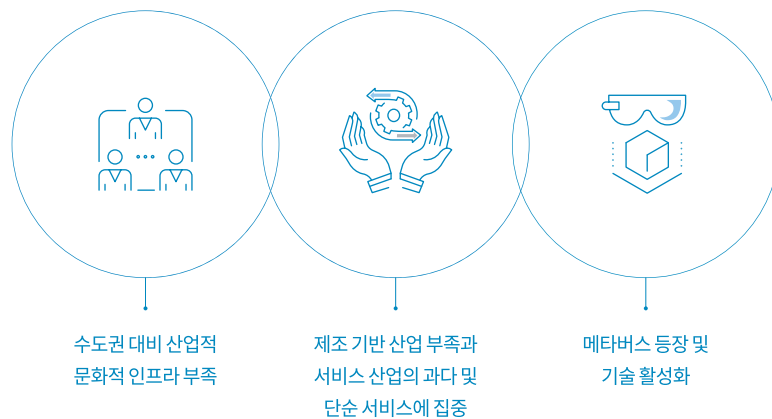 수도권 대비 산업적
문화적 인프라 부족
제조 기반 산업 부족과
서비스 산업의 과다 및
단순 서비스에 집중
메타버스 등장 및
기술 활성화